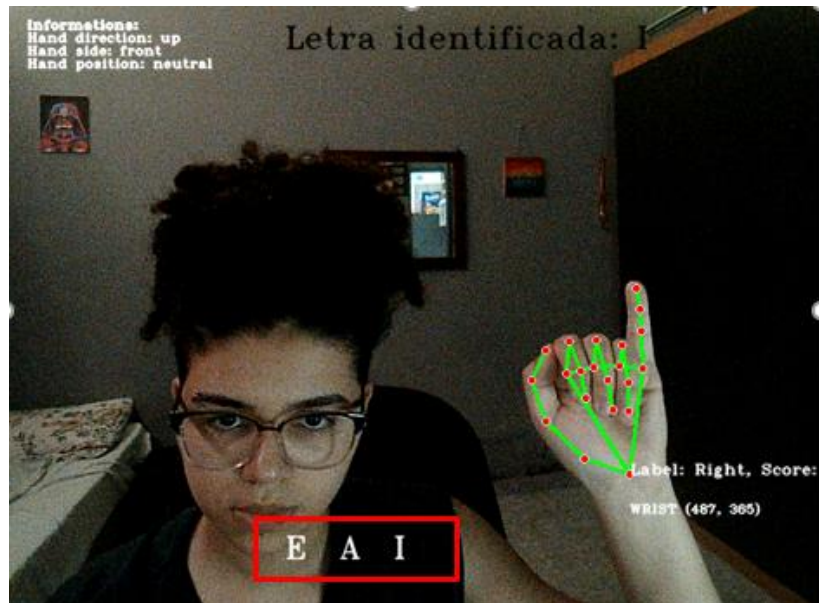 Informations:
Hand direction: up
Hand side: front
Hand position: neutral
Letra identificada: I
Label: Right, Score:
WRIST (487, 365)
E A I